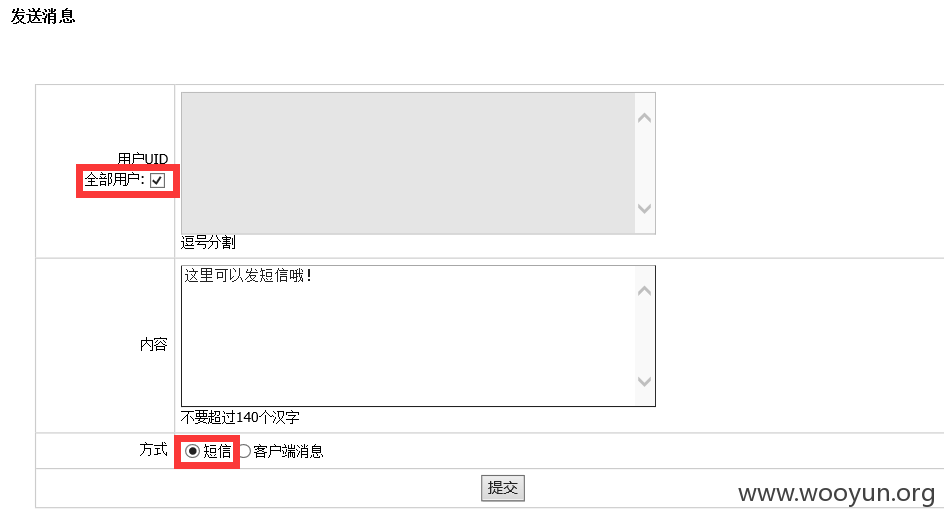 发送消息
用户UID
全部用户:
逗号分割
内容
这里可以发短信哦！
不要超过140个汉字
方式
短信 客户端消息
提交
www.wooyun.org